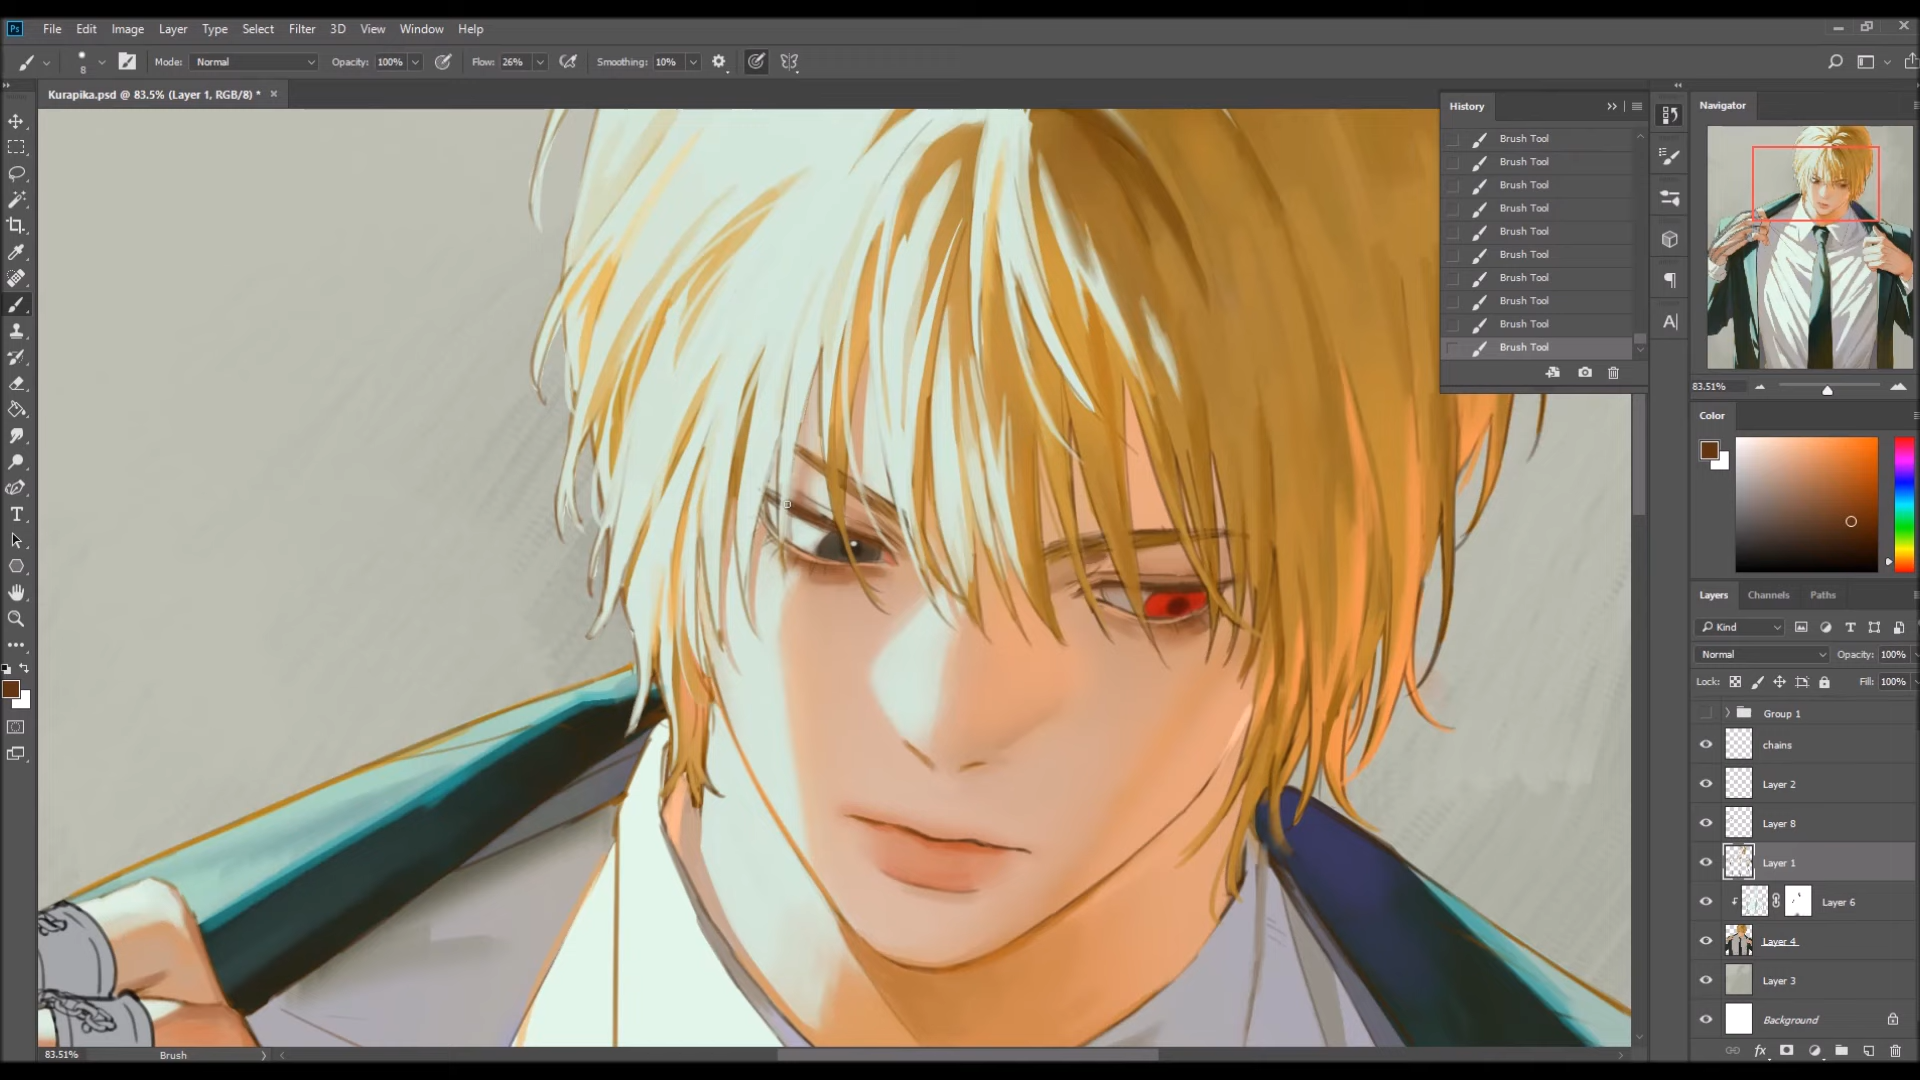 Ps File Edit Image Layer Type Select Filter 3D View Window Help
8 Mode: Normal Opacity: 100% Flow: 26% Smoothing: 10%
Kurapika.psd @ 83.5% (Layer 1, RGB/8) *
History
Brush Tool
Brush Tool
Brush Tool
Brush Tool
Brush Tool
Brush Tool
Brush Tool
Brush Tool
Brush Tool
Brush Tool
Navigator
83.51%
Color
Layers Channels Paths
Kind
Normal Opacity: 100%
Lock: Fill: 100%
Group 1
chains
Layer 2
Layer 8
Layer 1
Layer 6
Layer 4
Layer 3
Background
fx
83.51% Brush